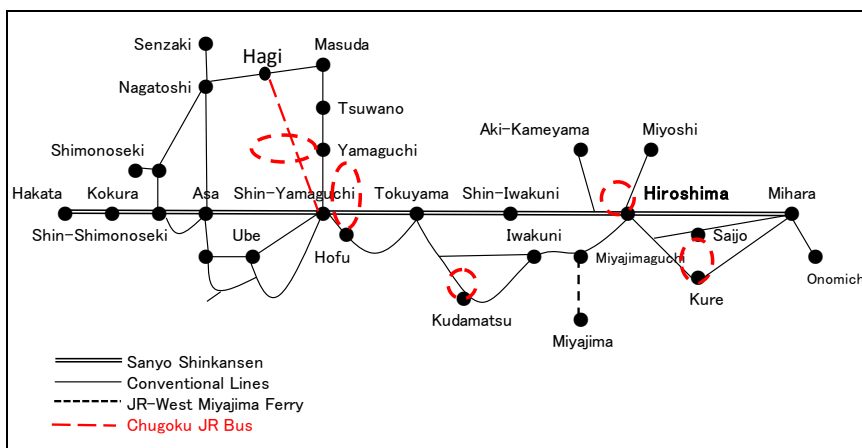 Senzaki
Hagi
Masuda
Nagatoshi
Tsuwano
Aki-Kameyama
Miyoshi
Shimonoseki
Yamaguchi
Hakata
Kokura
Asa
Shin-Yamaguchi
Tokuyama
Shin-Iwakuni
Hiroshima
Mihara
Shin-Shimonoseki
Ube
Hofu
Iwakuni
Miyajimaguchi
Saijo
Onomich
Kudamatsu
Miyajima
Kure
Sanyo Shinkansen
Conventional Lines
JR-West Miyajima Ferry
Chugoku JR Bus